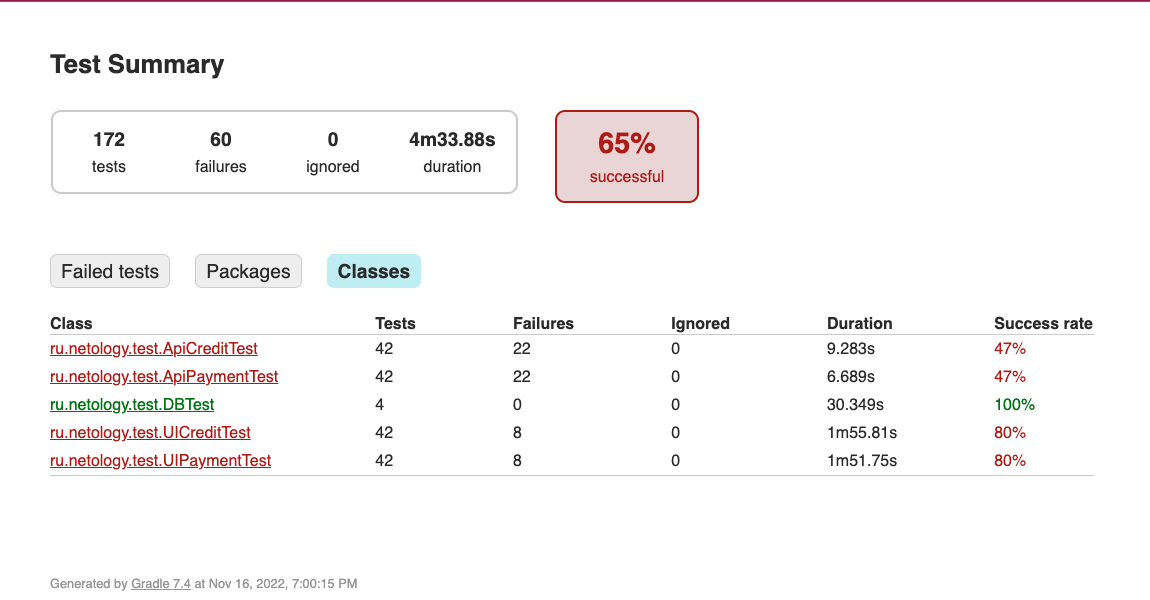 Test Summary
172 60 0 4m33.88s 65%
tests failures ignored duration successful
Failed tests Packages Classes
Class Tests Failures Ignored Duration Success rate
ru.netology.test.ApiCreditTest 42 22 0 9.283s 47%
ru.netology.test.ApiPaymentTest 42 22 0 6.689s 47%
ru.netology.test.DBTest 4 0 0 30.349s 100%
ru.netology.test.UICreditTest 42 8 0 1m55.81s 80%
ru.netology.test.UIPaymentTest 42 8 0 1m51.75s 80%
Generated by Gradle 7.4 at Nov 16, 2022, 7:00:15 PM